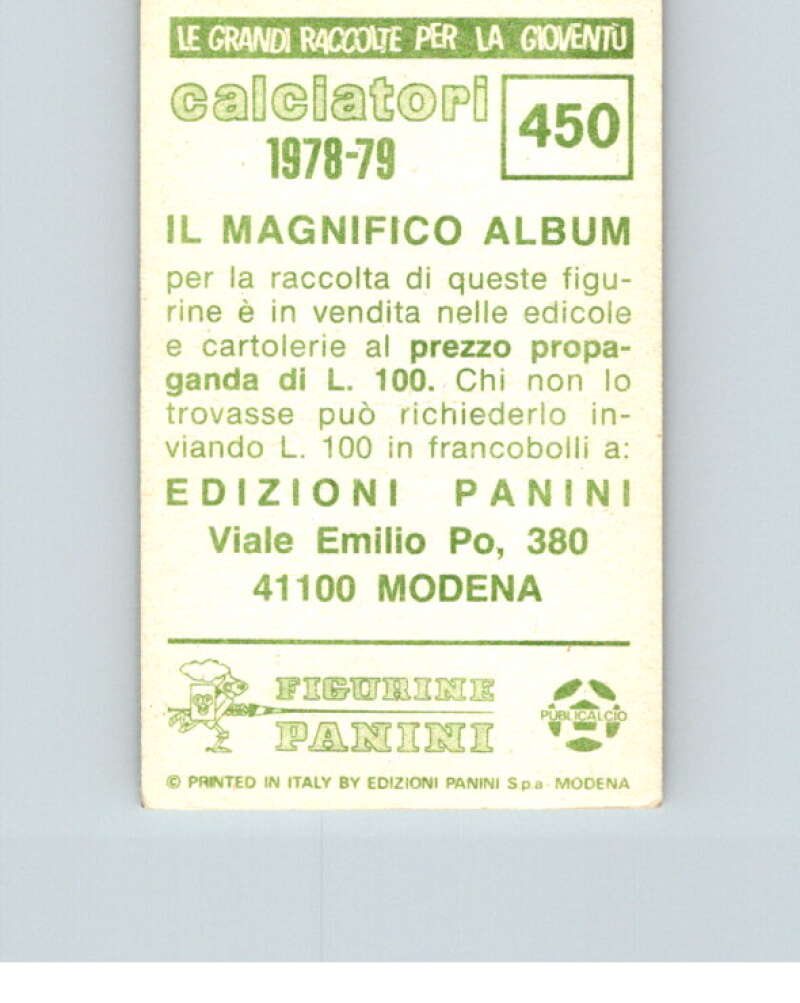 LE GRANDI RACCOLTE PER LA GIOVENTÙ
calciatori
1978-79
450
IL MAGNIFICO ALBUM
per la raccolta di queste figu-
rine è in vendita nelle edicole
e cartolerie al prezzo propa-
ganda di L. 100. Chi non lo
trovasse può richiederlo in-
viando L. 100 in francobolli a:
EDIZIONI PANINI
Viale Emilio Po, 380
41100 MODENA
FIGURINE
PANINI
PUBLICALCIO
© PRINTED IN ITALY BY EDIZIONI PANINI S.p.a - MODENA